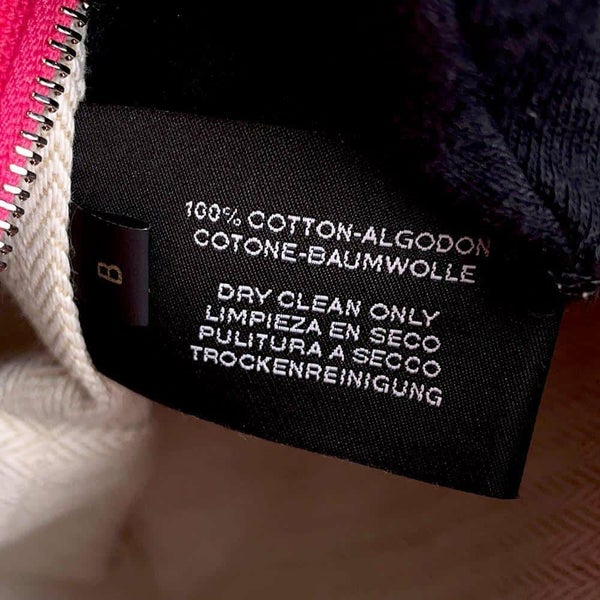 100% COTTON-ALGODON
COTONE-BAUMWOLLE
DRY CLEAN ONLY
LIMPIEZA EN SECO
PULITURA A SECCO
TROCKENREINIGUNG
B